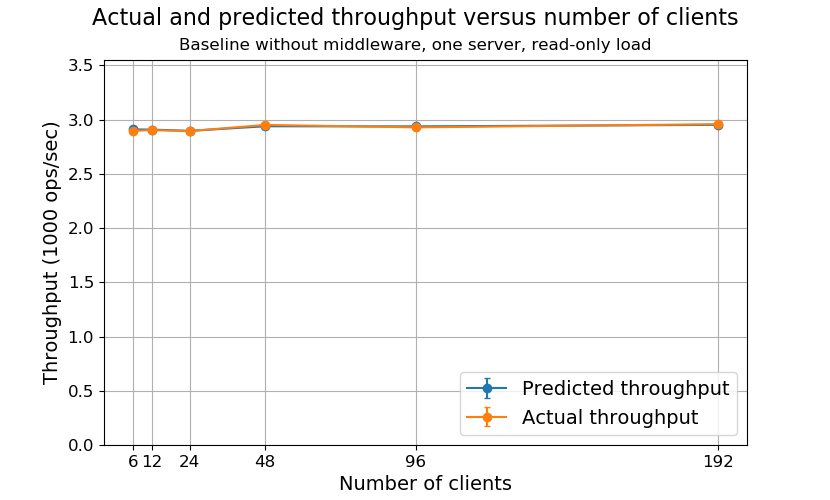 Actual and predicted throughput versus number of clients
Baseline without middleware, one server, read-only load
Throughput (1000 ops/sec)
3.5
3.0
2.5
2.0
1.5
1.0
0.5
0.0
Predicted throughput
Actual throughput
6 12 24 48 96 192
Number of clients